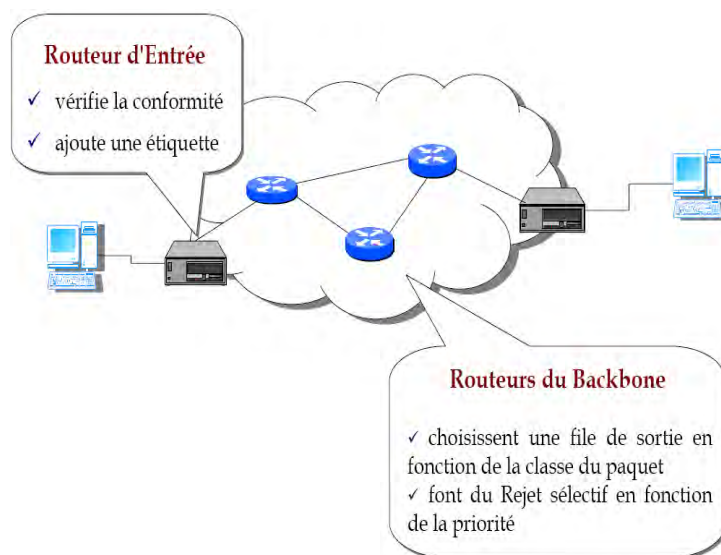 Routeur d'Entrée
✓ vérifie la conformité
✓ ajoute une étiquette
Routeurs du Backbone
✓ choisissent une file de sortie en
fonction de la classe du paquet
✓ font du Rejet sélectif en fonction
de la priorité